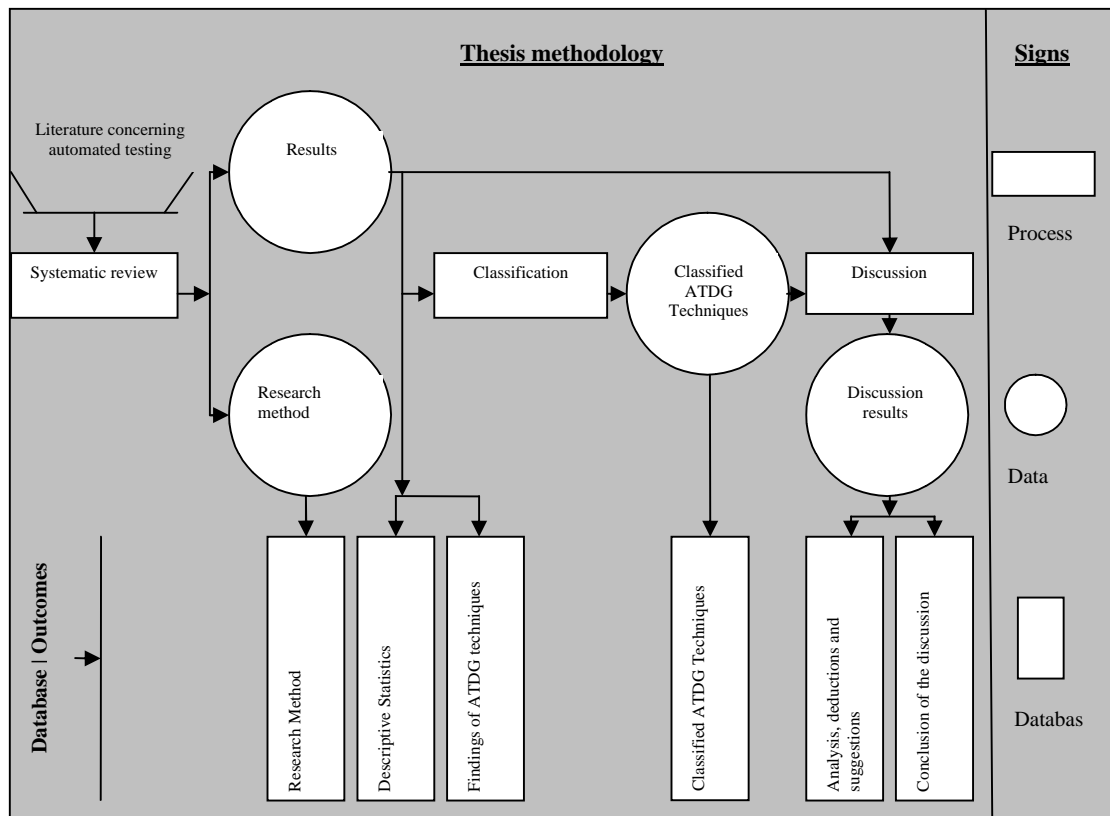 Thesis methodology
Signs
Literature concerning
automated testing
Results
Process
Systematic review
Classification
Classified
ATDG
Techniques
Discussion
Research
method
Discussion
results
Data
Database | Outcomes
Research Method
Descriptive Statistics
Findings of ATDG techniques
Classified ATDG Techniques
Analysis, deductions and
suggestions
Conclusion of the discussion
Databas